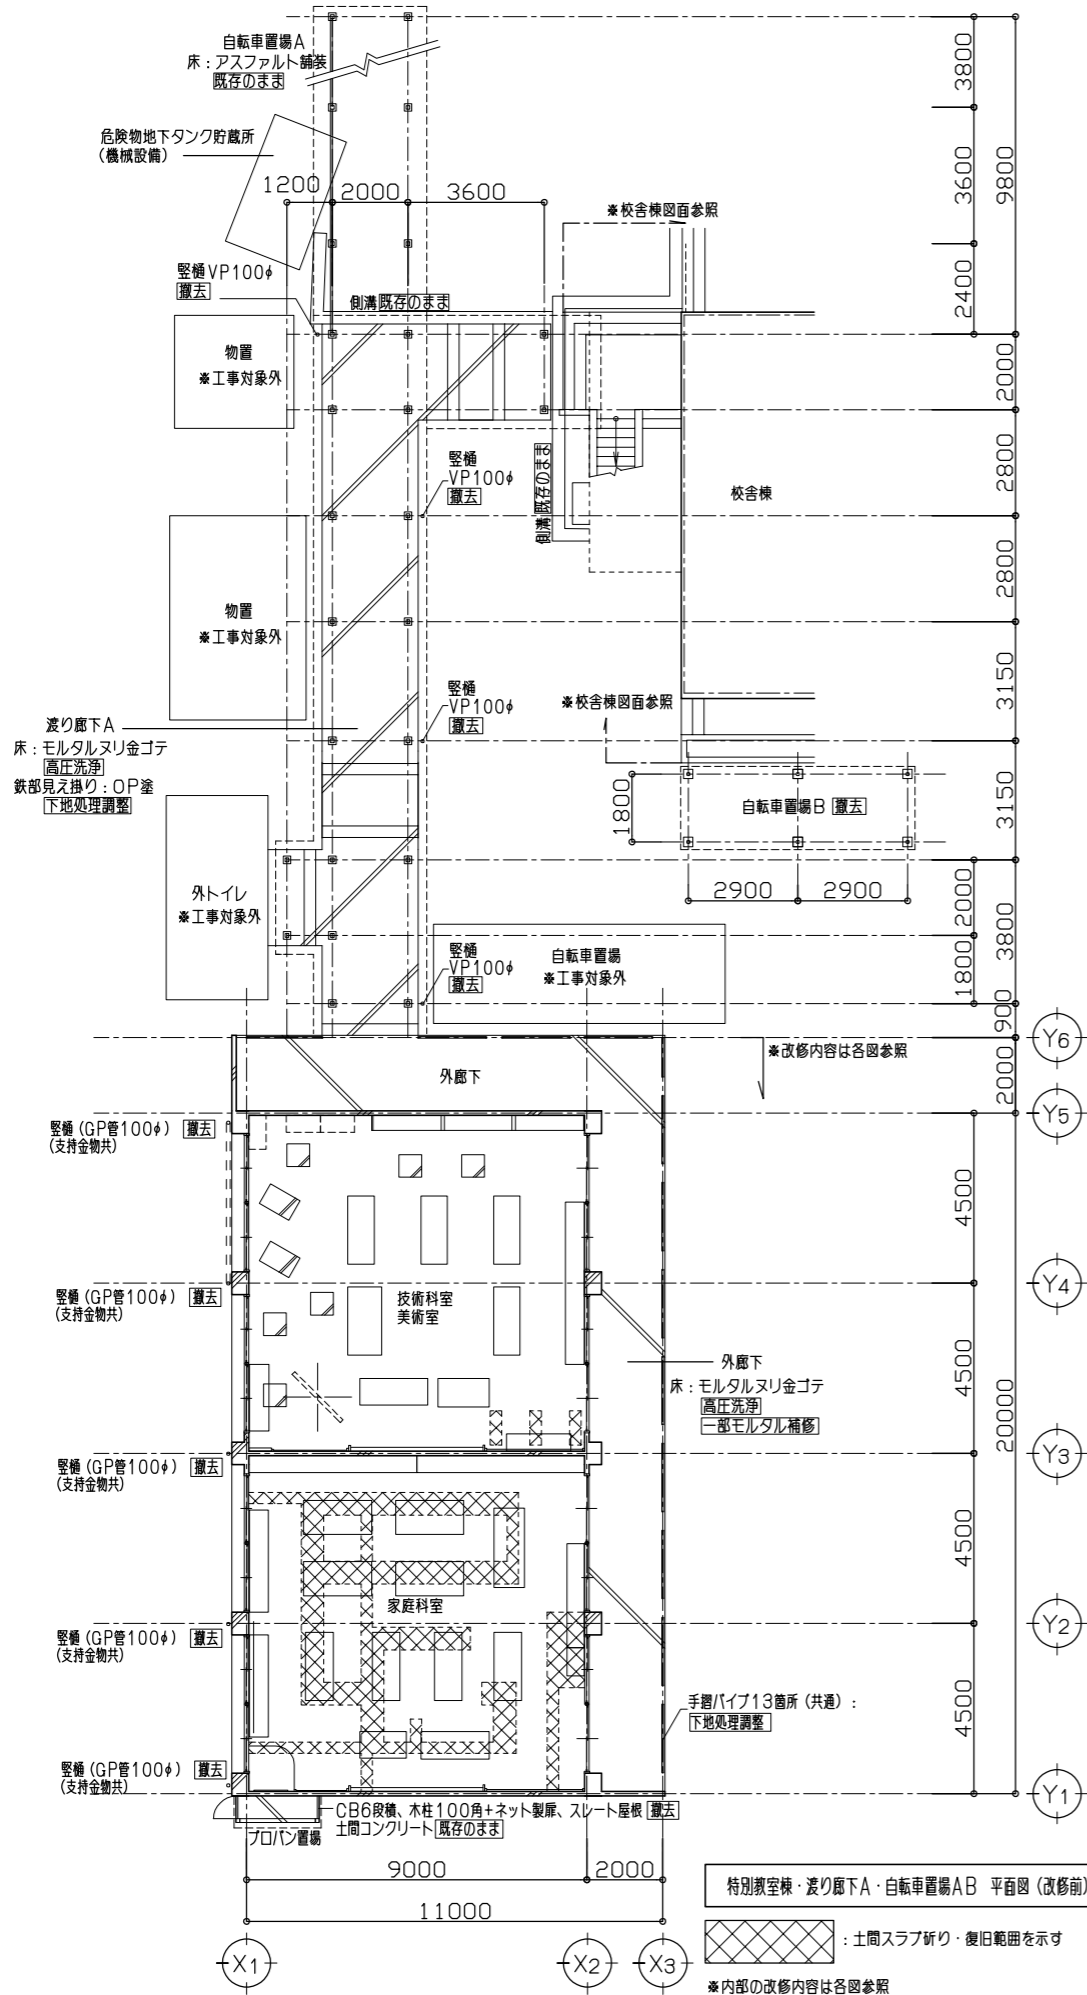 自転車置場A
床：アスファルト舗装
既存のまま
危険物地下タンク貯蔵所
（機械設備）
1200
2000
3600
3800
3600
9800
2400
※校舎棟図面参照
竪樋VP100φ
撤去
側溝既存のまま
物置
※工事対象外
2000
竪樋
VP100φ
撤去
側溝既存のまま
校舎棟
2800
2800
物置
※工事対象外
3150
竪樋
VP100φ
撤去
※校舎棟図面参照
渡り廊下A
床：モルタルヌリ金ゴテ
高圧洗浄
鉄部見え掛り：OP塗
下地処理調整
1800
自転車置場B 撤去
3150
2900
2900
外トイレ
※工事対象外
2000
3800
1800
竪樋
VP100φ
撤去
自転車置場
※工事対象外
900
Y6
※改修内容は各図参照
外廊下
2000
Y5
竪樋（GP管100φ） 撤去
（支持金物共）
4500
竪樋（GP管100φ） 撤去
（支持金物共）
技術科室
美術室
Y4
外廊下
床：モルタルヌリ金ゴテ
高圧洗浄
一部モルタル補修
4500
20000
竪樋（GP管100φ） 撤去
（支持金物共）
Y3
4500
家庭科室
竪樋（GP管100φ） 撤去
（支持金物共）
Y2
手摺パイプ13箇所（共通）：
下地処理調整
4500
竪樋（GP管100φ） 撤去
（支持金物共）
Y1
CB6段積、木柱100角+ネット製扉、スレート屋根 撤去
土間コンクリート 既存のまま
プロパン置場
9000
2000
11000
X1
X2
X3
特別教室棟・渡り廊下A・自転車置場AB 平面図（改修前）
：土間スラブ斫り・復旧範囲を示す
※内部の改修内容は各図参照